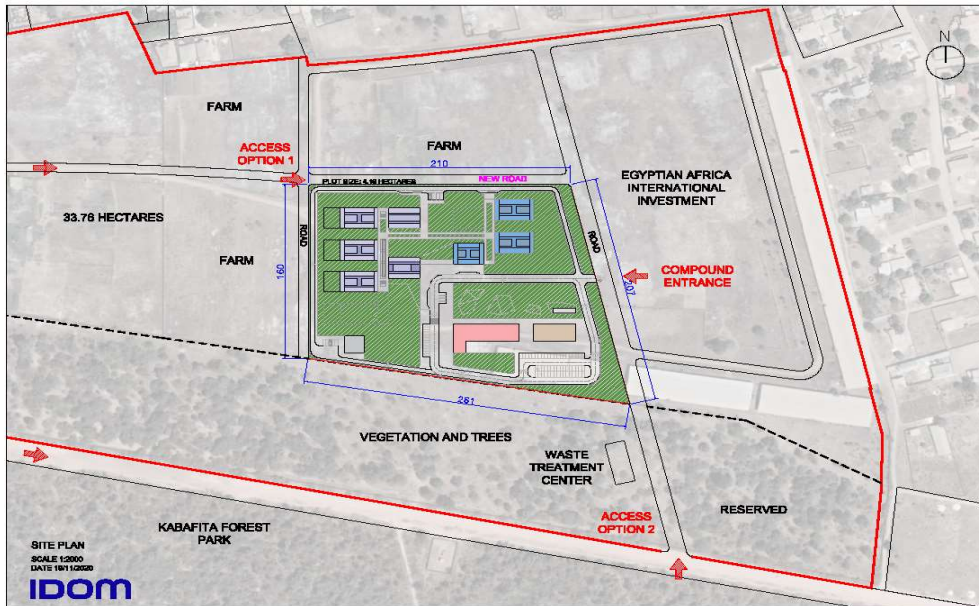 N
FARM
ACCESS
OPTION 1
FARM
210
PLOT SIZE: 4.16 HECTARES
NEW ROAD
EGYPTIAN AFRICA
INTERNATIONAL
INVESTMENT
33.76 HECTARES
ROAD
ROAD
FARM
160
COMPOUND
ENTRANCE
207
261
VEGETATION AND TREES
WASTE
TREATMENT
CENTER
RESERVED
ACCESS
OPTION 2
KABAFITA FOREST
PARK
SITE PLAN
SCALE 1:2000
DATE 19/11/2020
IDOM